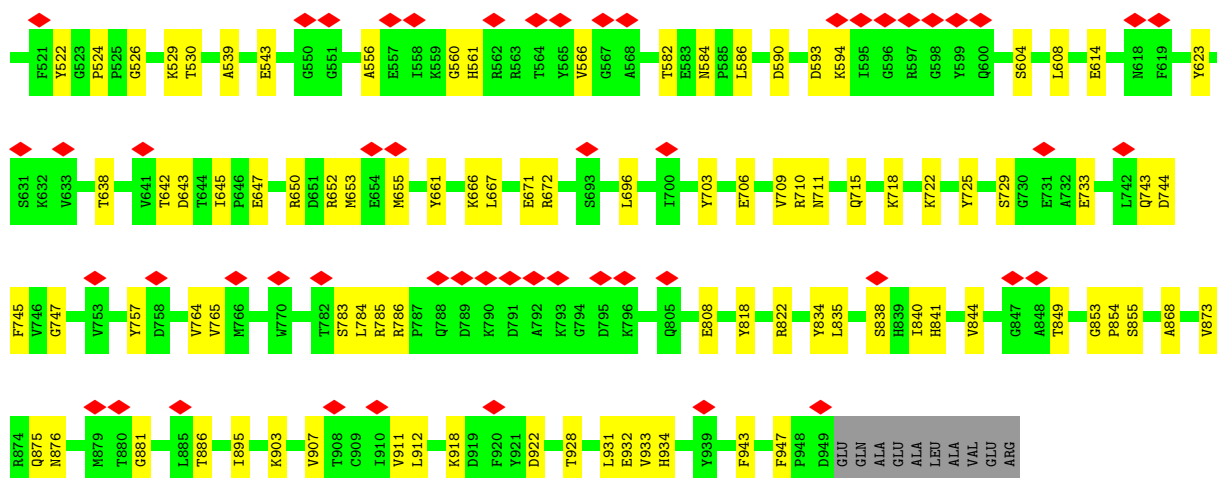 F521 Y522 G523 P524 P525 G526 K529 T530 A539 E543 G550 G551 A556 E557 I558 K559 G560 H561 R562 R563 T564 Y565 V566 G567 A568 T582 E583 N584 P585 L586 D590 D593 K594 I595 G596 R597 G598 Y599 Q600 S604 L608 E614 N618 F619 Y623
S631 K632 V633 T638 V641 T642 D643 T644 I645 P646 E647 R650 D651 R652 M653 E654 M655 Y661 K666 L667 E671 R672 S693 L696 I700 Y703 E706 V709 R710 N711 Q715 K718 K722 Y725 S729 G730 E731 A732 E733 L742 Q743 D744
F745 V746 G747 V753 Y757 D758 V764 V765 M766 W770 T782 S783 L784 R785 R786 P787 Q788 D789 K790 D791 A792 K793 G794 D795 K796 Q805 E808 Y818 R822 Y834 L835 S838 H839 I840 H841 V844 G847 A848 T849 G853 P854 S855 A868 V873
R874 Q875 N876 M879 T880 G881 L885 T886 I895 K903 V907 T908 C909 I910 V911 L912 K918 D919 F920 Y921 D922 T928 L931 E932 V933 H934 Y939 F943 F947 P948 D949 GLU GLN ALA GLU ALA LEU ALA VAL GLU ARG